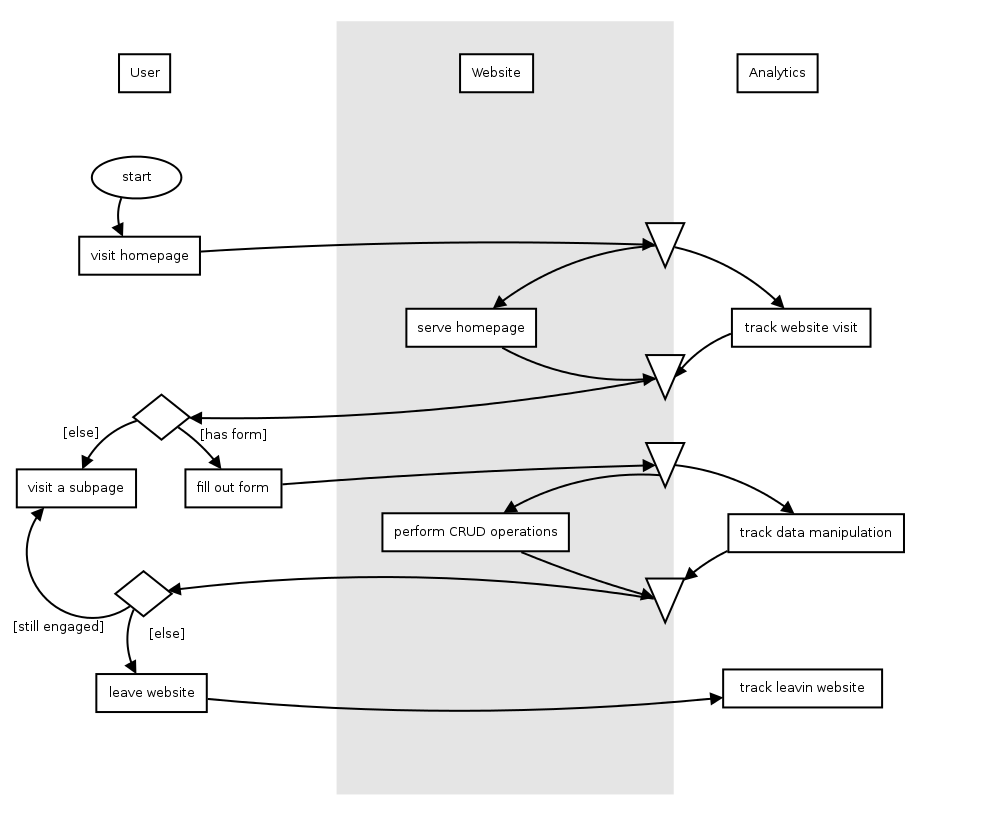 User
Website
Analytics
start
visit homepage
serve homepage
track website visit
[else]
[has form]
visit a subpage
fill out form
perform CRUD operations
track data manipulation
[still engaged]
[else]
leave website
track leavin website